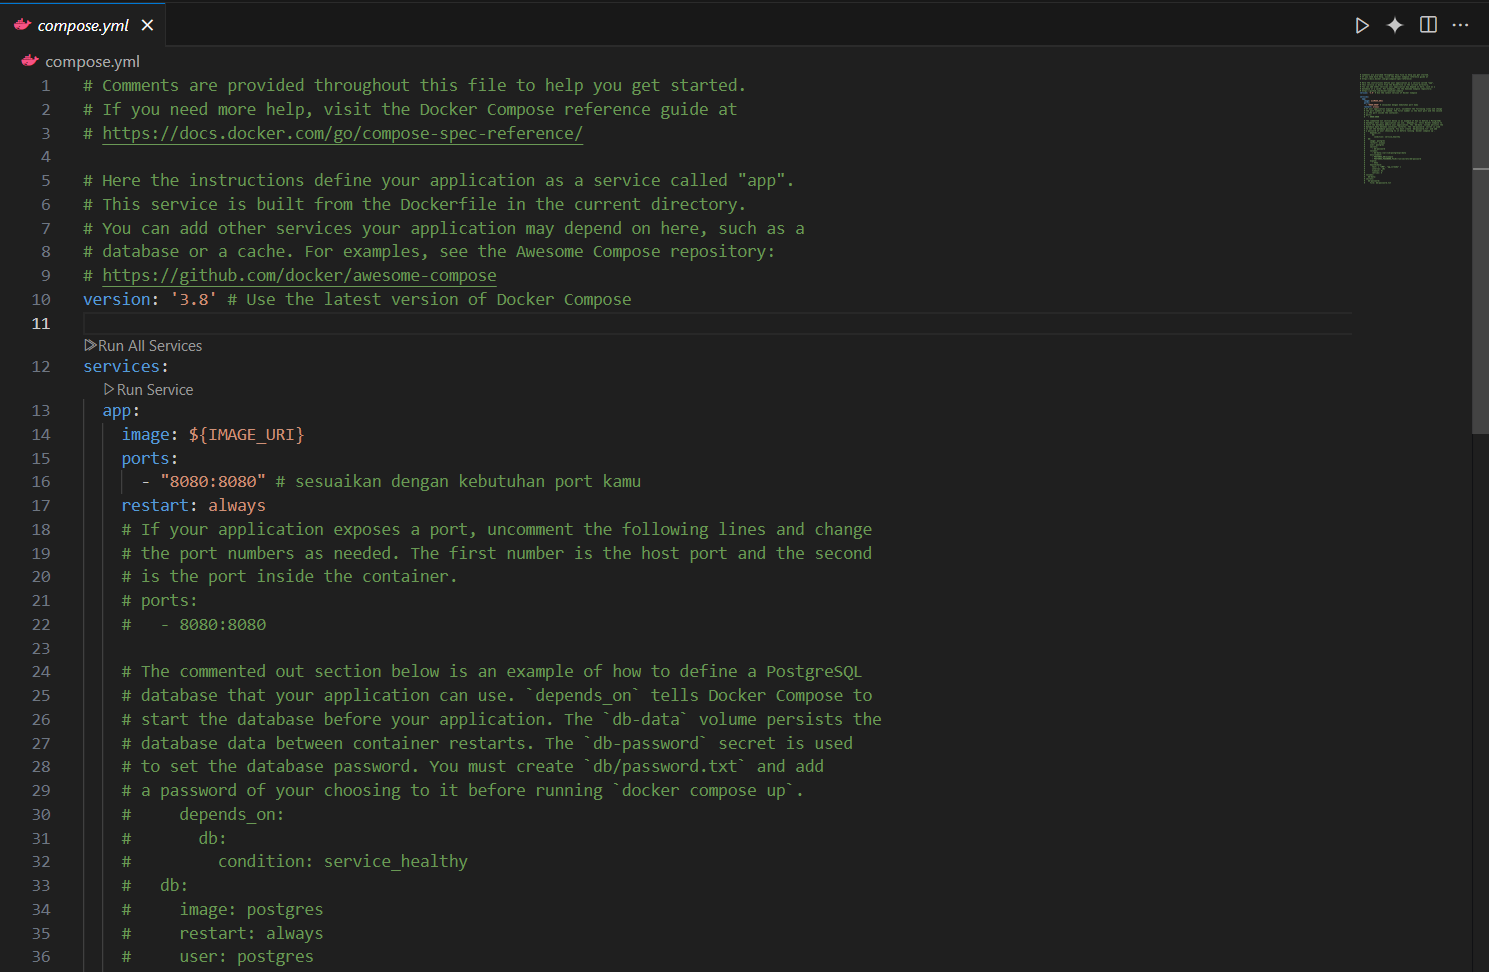 compose.yml
compose.yml
1 # Comments are provided throughout this file to help you get started.
2 # If you need more help, visit the Docker Compose reference guide at
3 # https://docs.docker.com/go/compose-spec-reference/
4
5 # Here the instructions define your application as a service called "app".
6 # This service is built from the Dockerfile in the current directory.
7 # You can add other services your application may depend on here, such as a
8 # database or a cache. For examples, see the Awesome Compose repository:
9 # https://github.com/docker/awesome-compose
10 version: '3.8' # Use the latest version of Docker Compose
11
Run All Services
12 services:
Run Service
13   app:
14     image: ${IMAGE_URI}
15     ports:
16       - "8080:8080" # sesuaikan dengan kebutuhan port kamu
17     restart: always
18     # If your application exposes a port, uncomment the following lines and change
19     # the port numbers as needed. The first number is the host port and the second
20     # is the port inside the container.
21     # ports:
22     #   - 8080:8080
23
24     # The commented out section below is an example of how to define a PostgreSQL
25     # database that your application can use. `depends_on` tells Docker Compose to
26     # start the database before your application. The `db-data` volume persists the
27     # database data between container restarts. The `db-password` secret is used
28     # to set the database password. You must create `db/password.txt` and add
29     # a password of your choosing to it before running `docker compose up`.
30     #     depends_on:
31     #       db:
32     #         condition: service_healthy
33     #   db:
34     #     image: postgres
35     #     restart: always
36     #     user: postgres